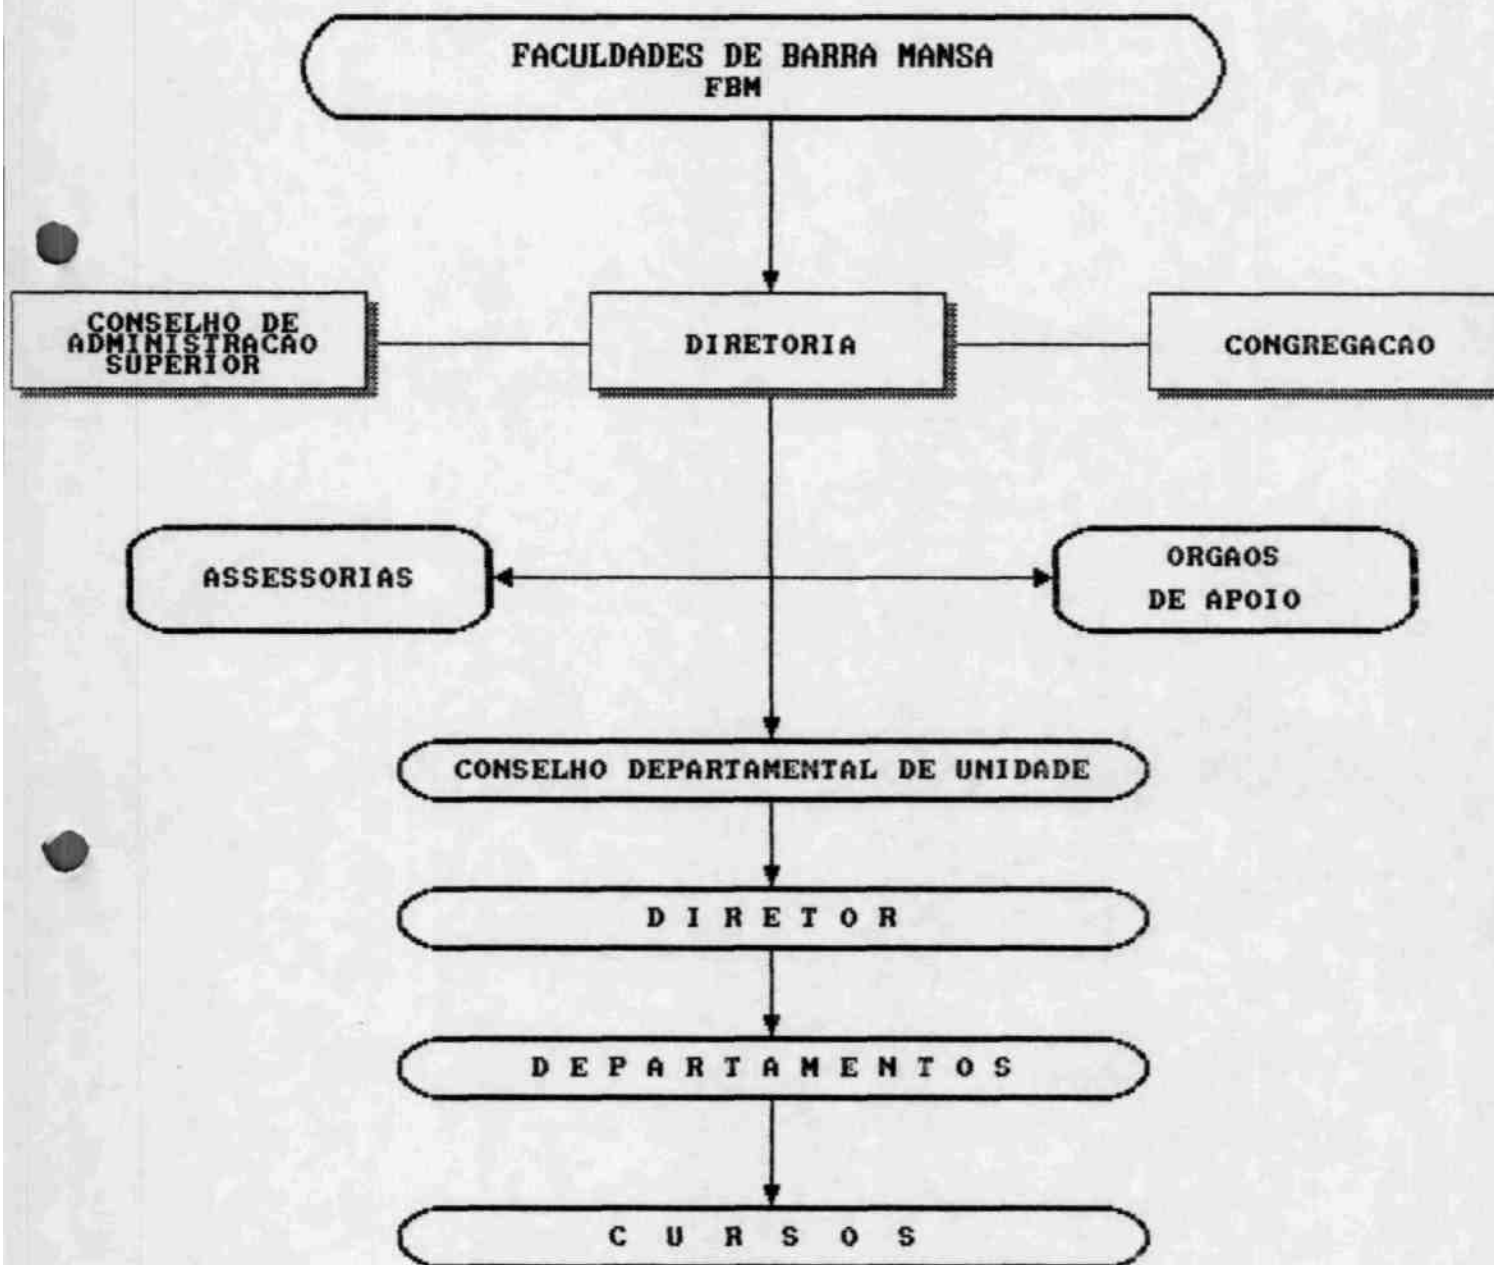 FACULDADES DE BARRA MANSA
FBM
CONSELHO DE
ADMINISTRACAO
SUPERIOR
DIRETORIA
CONGREGACAO
ASSESSORIAS
ORGAOS
DE APOIO
CONSELHO DEPARTAMENTAL DE UNIDADE
D I R E T O R
D E P A R T A M E N T O S
C U R S O S